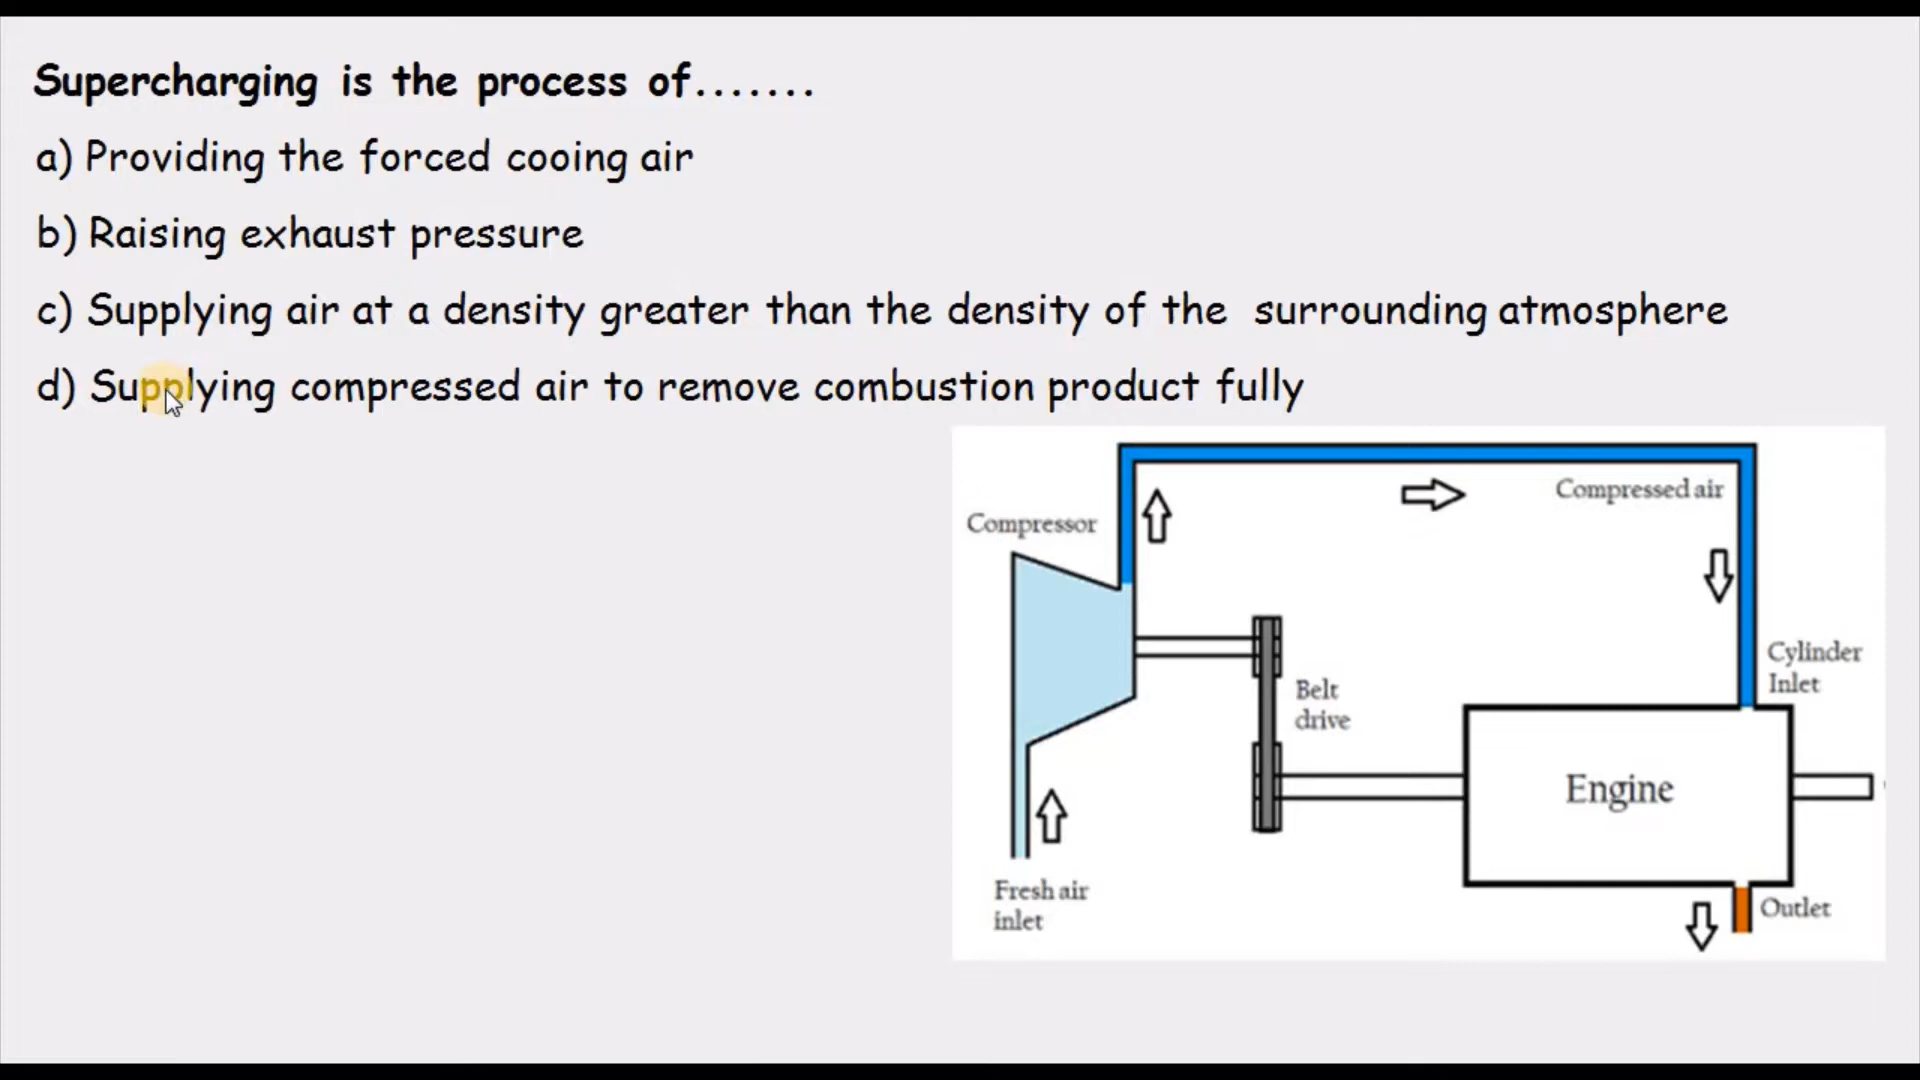 Supercharging is the process of.......
a) Providing the forced cooing air
b) Raising exhaust pressure
c) Supplying air at a density greater than the density of the surrounding atmosphere
d) Supplying compressed air to remove combustion product fully
Compressed air
Compressor
Cylinder
Inlet
Belt
drive
Engine
Fresh air
inlet
Outlet